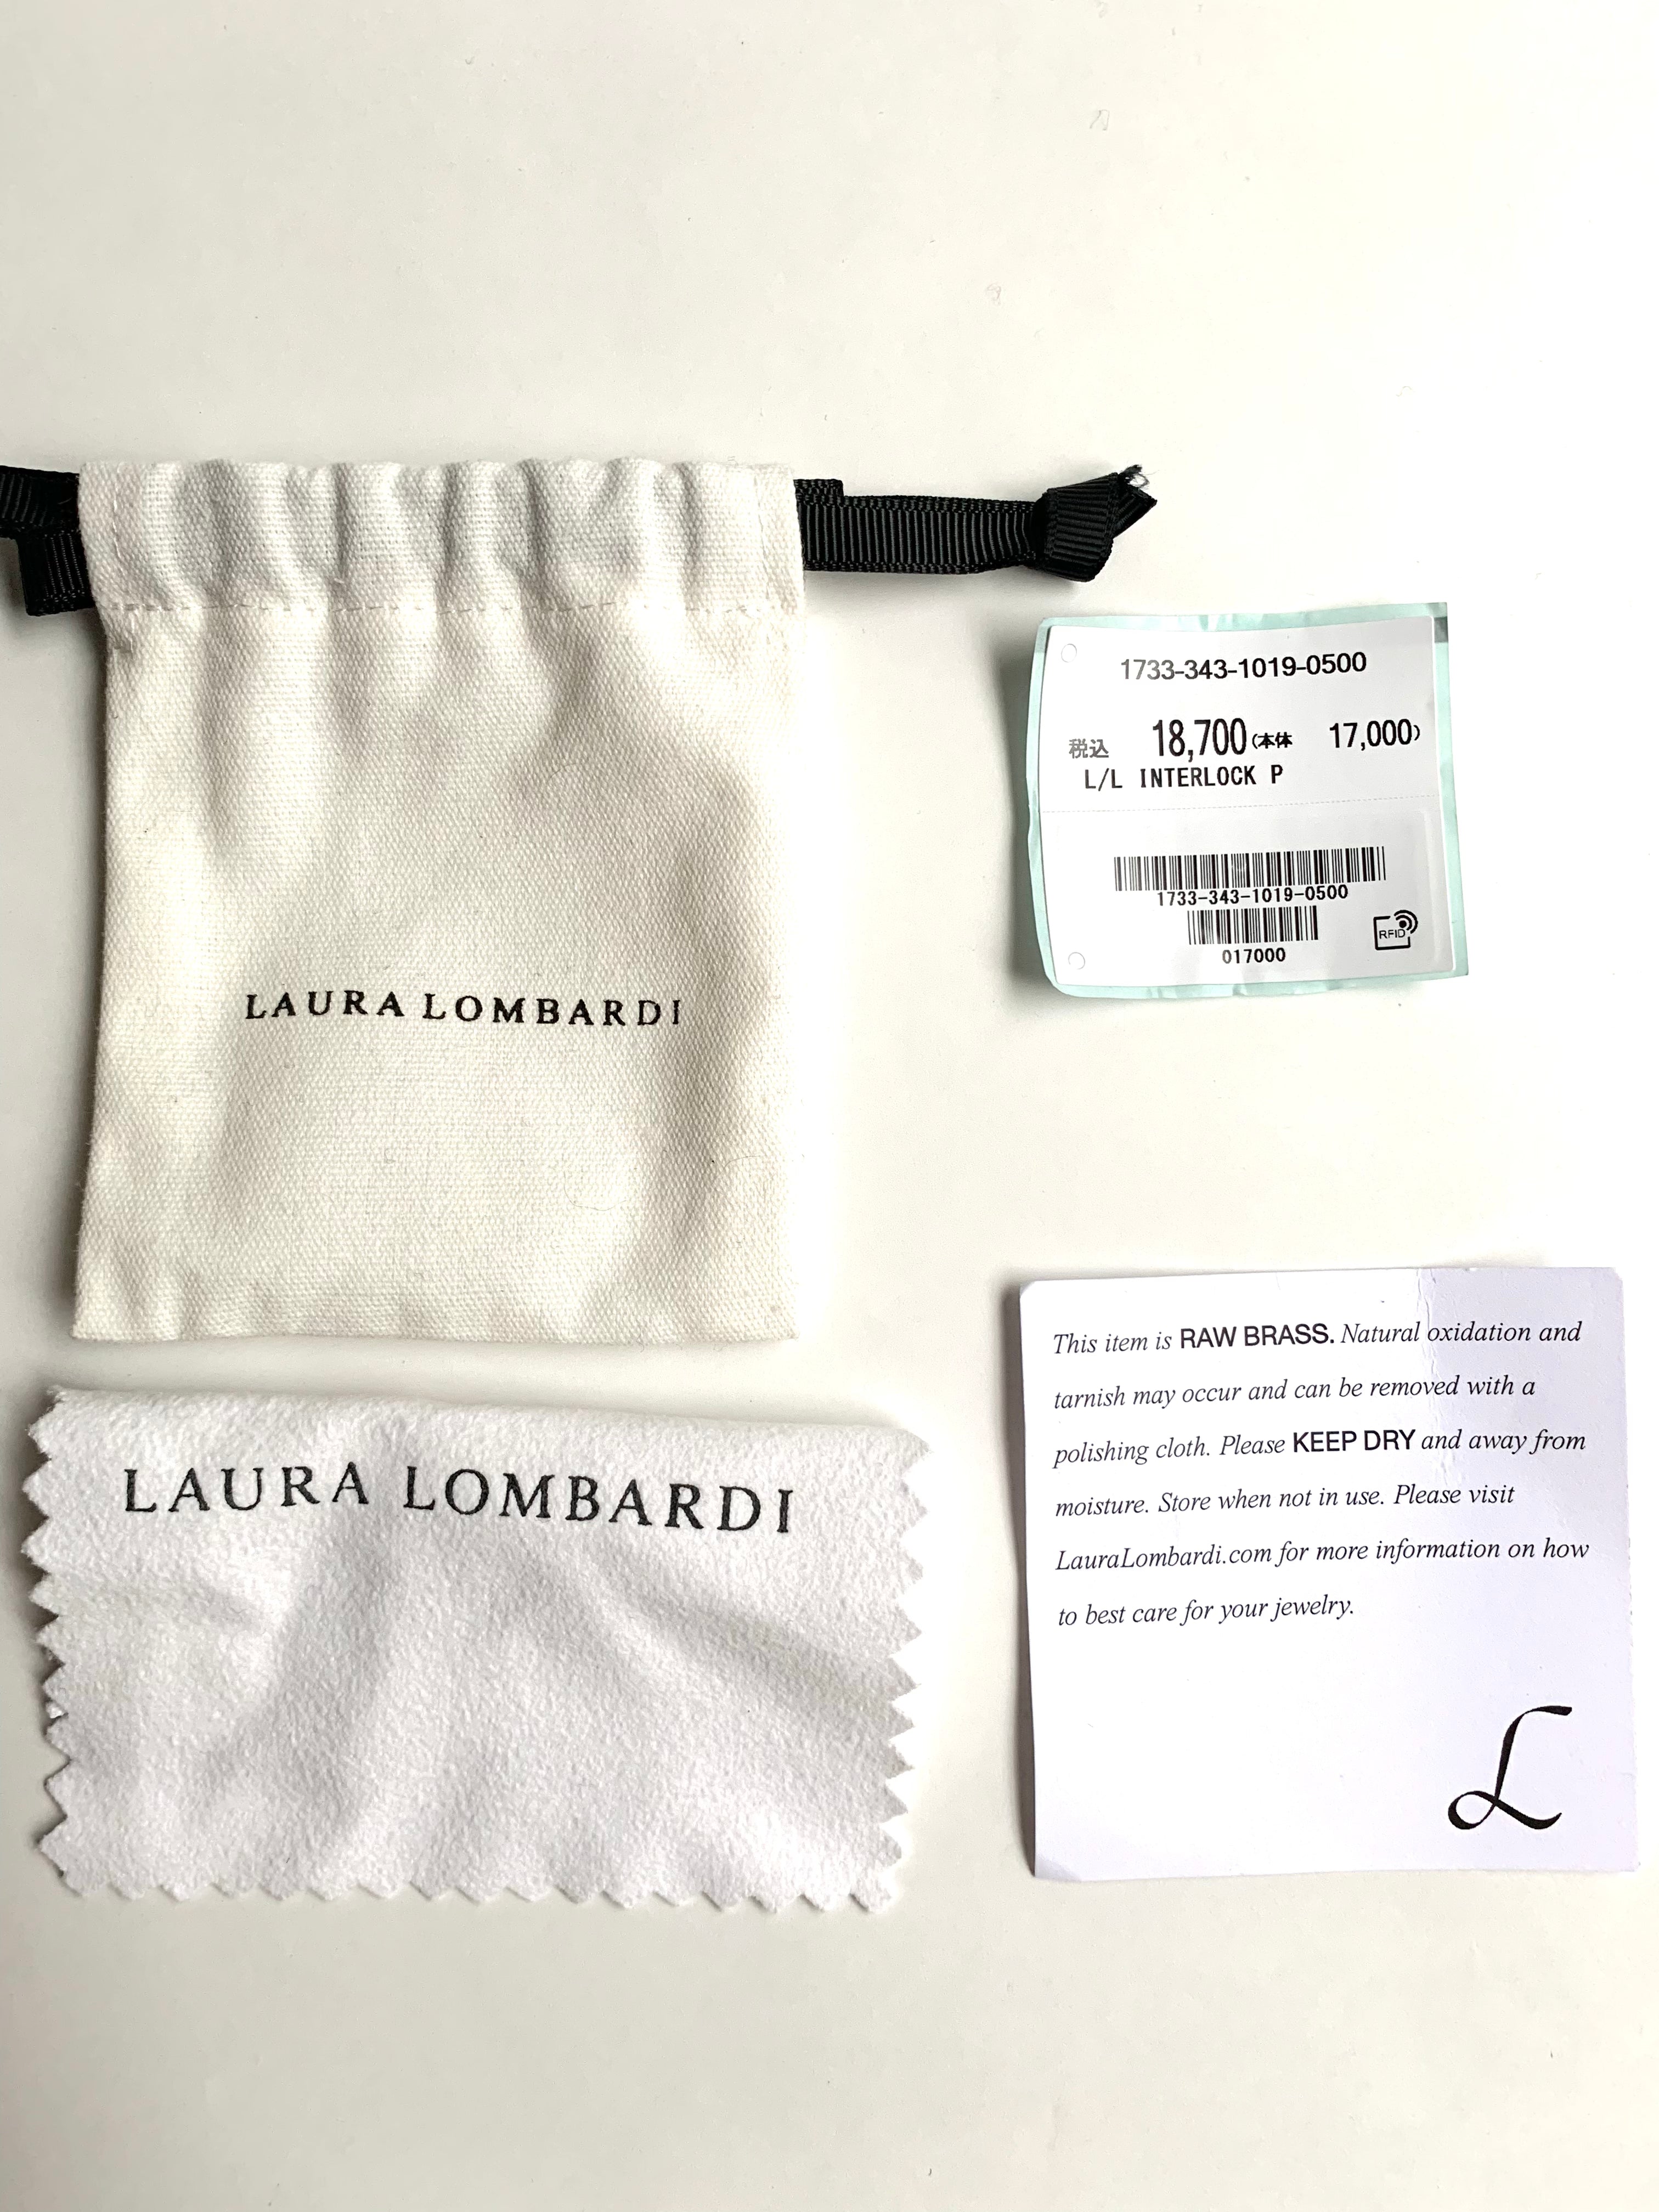 LAURA LOMBARDI
1733-343-1019-0500
税込 18,700(本体 17,000)
L/L INTERLOCK P
1733-343-1019-0500
RFID
017000
LAURA LOMBARDI
This item is RAW BRASS. Natural oxidation and
tarnish may occur and can be removed with a
polishing cloth. Please KEEP DRY and away from
moisture. Store when not in use. Please visit
LauraLombardi.com for more information on how
to best care for your jewelry.
L